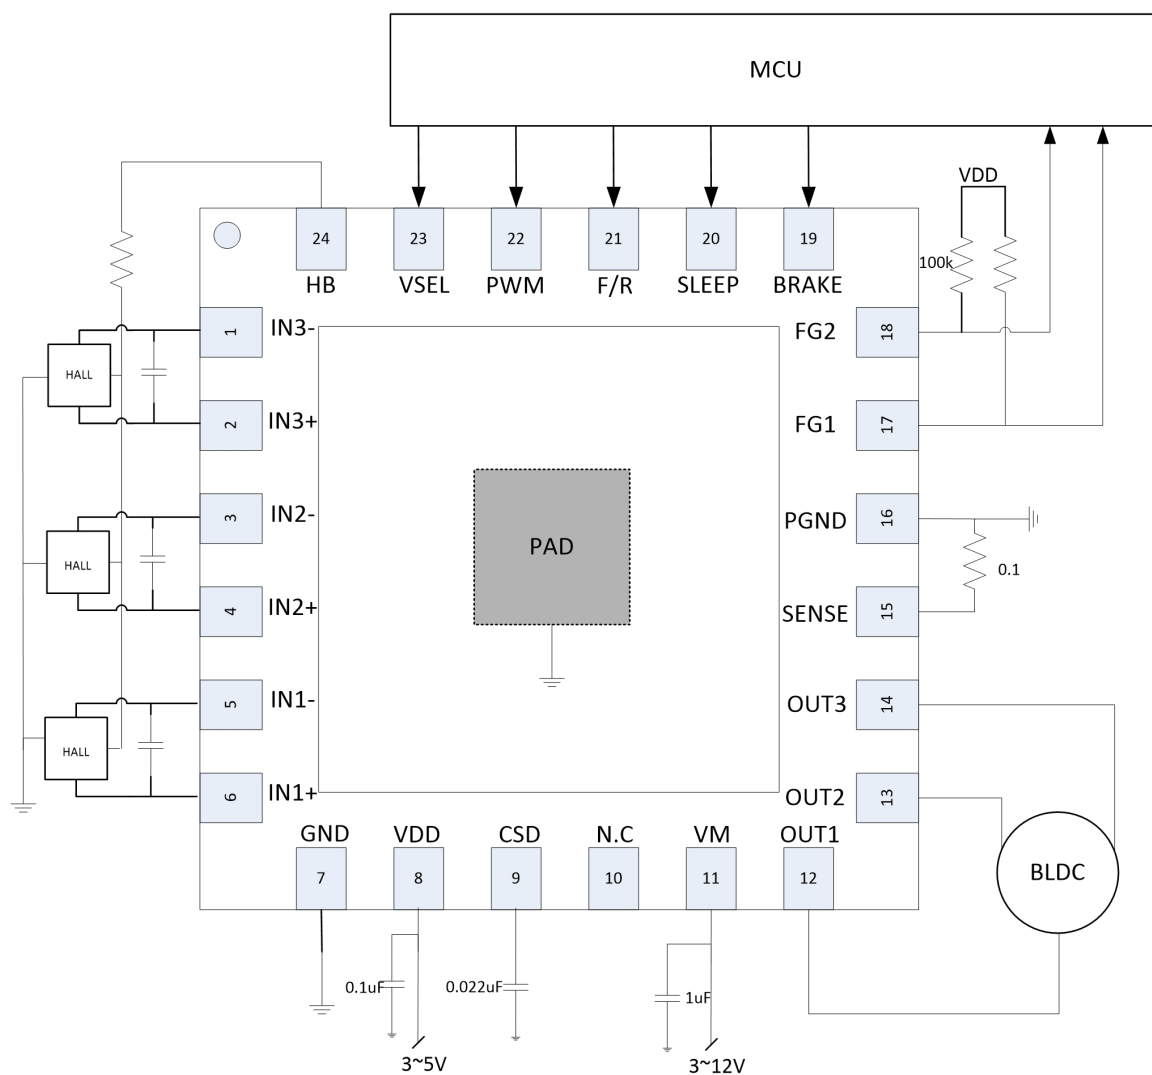 MCU
24
23
22
21
20
19
HB
VSEL
PWM
F/R
SLEEP
BRAKE
VDD
100k
1
IN3-
FG2
18
HALL
2
IN3+
FG1
17
3
IN2-
PGND
16
HALL
PAD
0.1
4
IN2+
SENSE
15
5
IN1-
OUT3
14
HALL
6
IN1+
OUT2
13
GND
VDD
CSD
N.C
VM
OUT1
7
8
9
10
11
12
BLDC
0.1uF
0.022uF
1uF
3~5V
3~12V